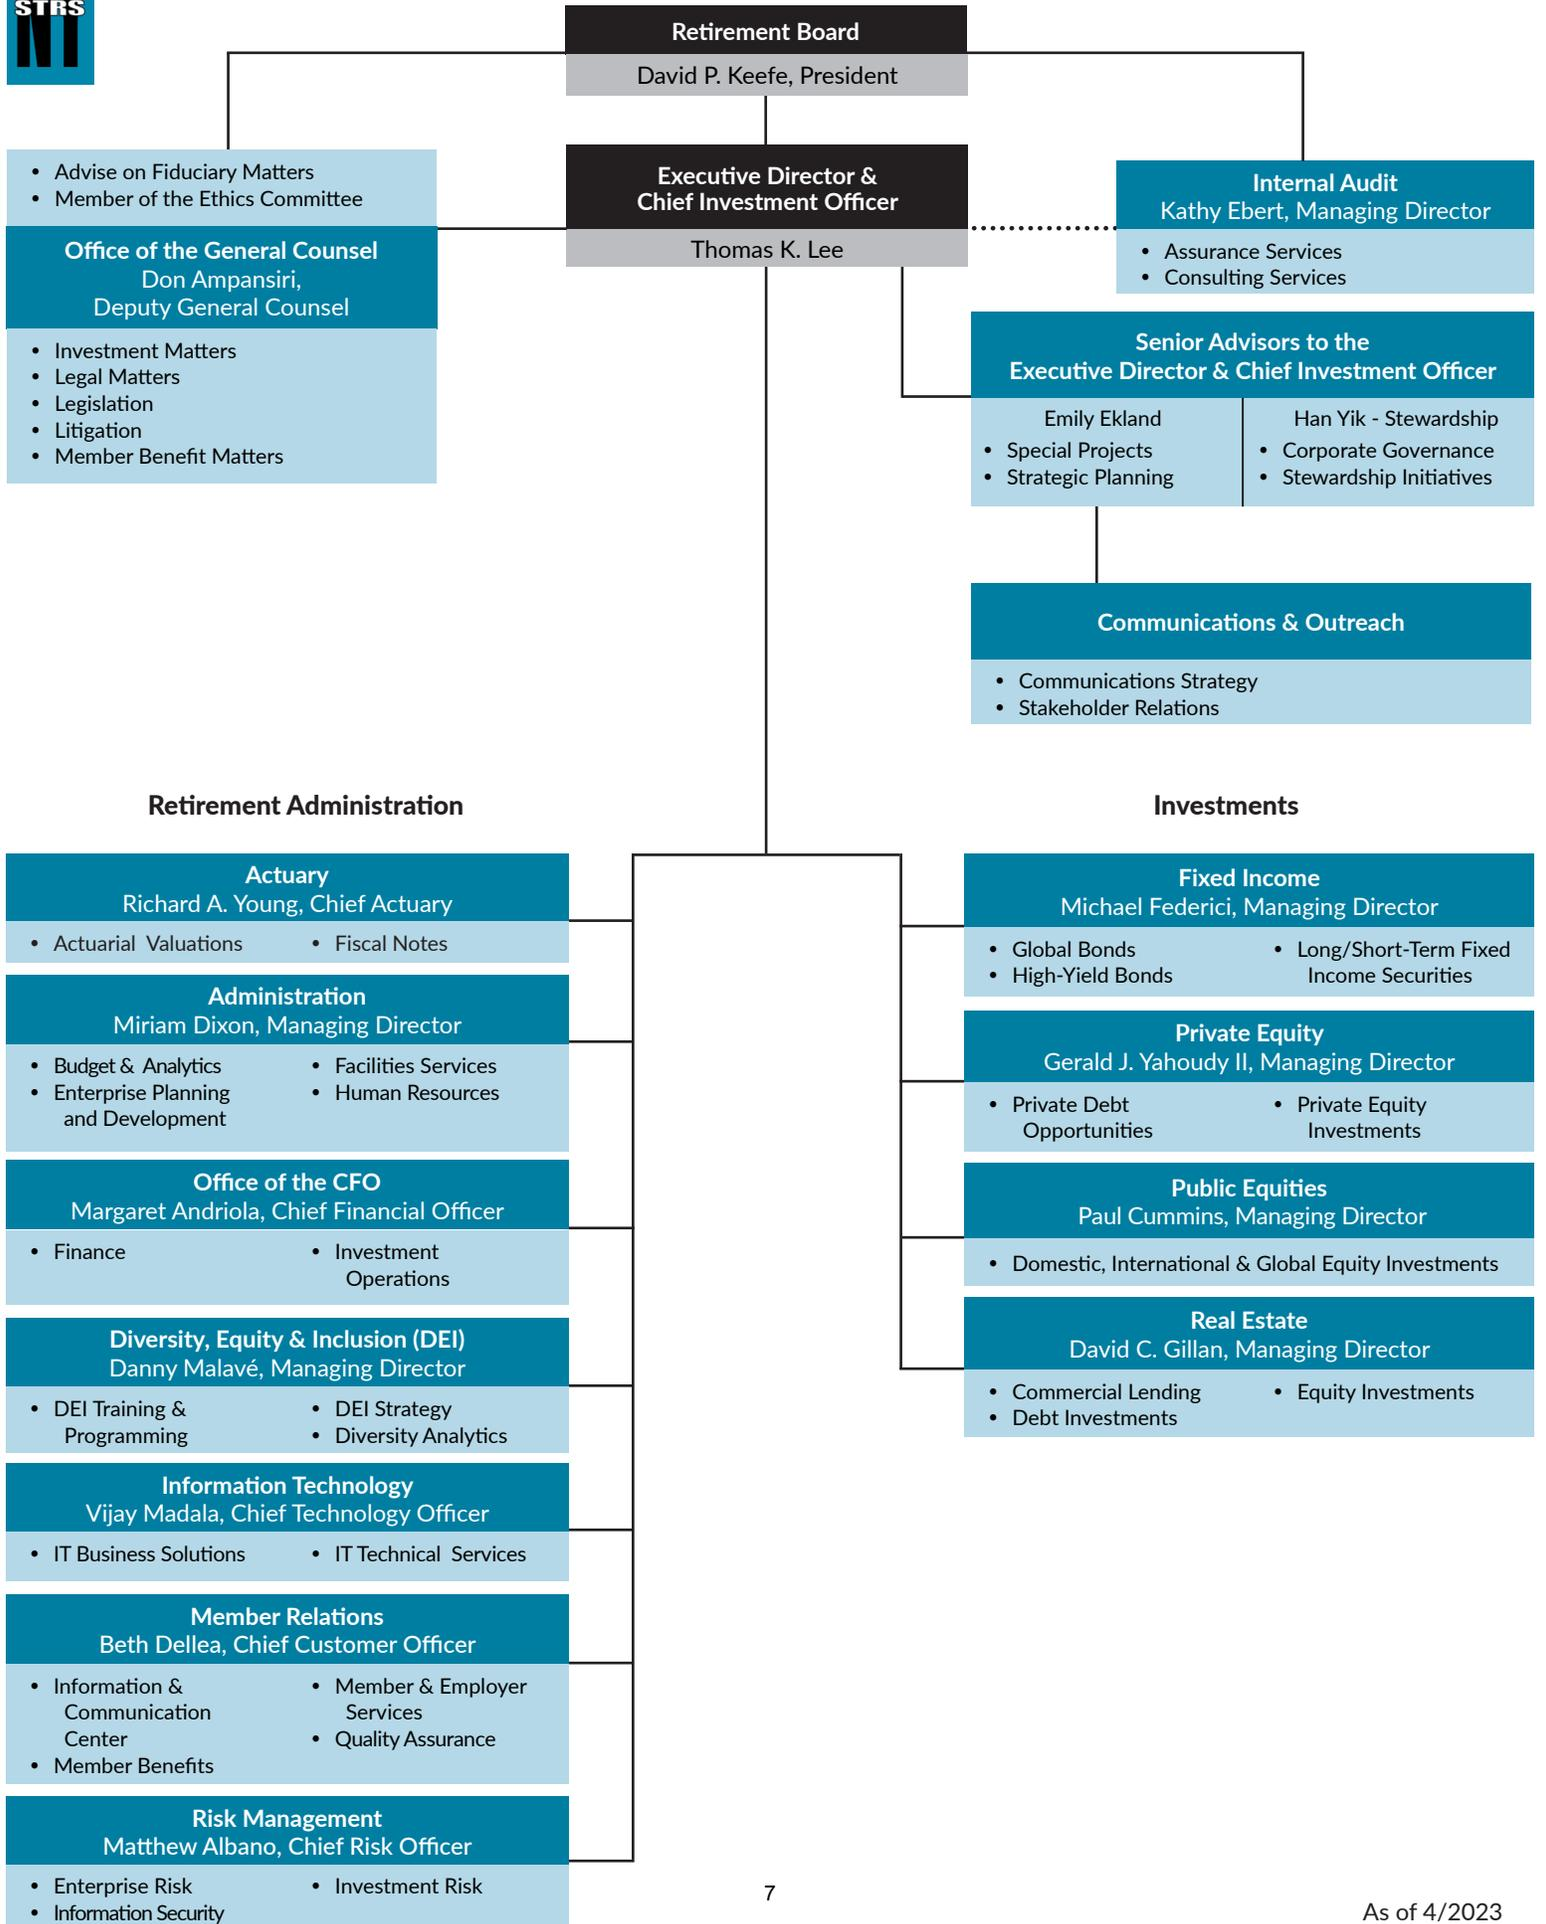 STRS
Retirement Board
David P. Keefe, President
• Advise on Fiduciary Matters
• Member of the Ethics Committee
Office of the General Counsel
Don Ampansiri,
Deputy General Counsel
• Investment Matters
• Legal Matters
• Legislation
• Litigation
• Member Benefit Matters
Executive Director &
Chief Investment Officer
Thomas K. Lee
Internal Audit
Kathy Ebert, Managing Director
• Assurance Services
• Consulting Services
Senior Advisors to the
Executive Director & Chief Investment Officer
Emily Ekland
• Special Projects
• Strategic Planning
Han Yik - Stewardship
• Corporate Governance
• Stewardship Initiatives
Communications & Outreach
• Communications Strategy
• Stakeholder Relations
Retirement Administration
Actuary
Richard A. Young, Chief Actuary
• Actuarial Valuations
• Fiscal Notes
Administration
Miriam Dixon, Managing Director
• Budget & Analytics
• Enterprise Planning
and Development
• Facilities Services
• Human Resources
Office of the CFO
Margaret Andriola, Chief Financial Officer
• Finance
• Investment
Operations
Diversity, Equity & Inclusion (DEI)
Danny Malavé, Managing Director
• DEI Training &
Programming
• DEI Strategy
• Diversity Analytics
Information Technology
Vijay Madala, Chief Technology Officer
• IT Business Solutions
• IT Technical Services
Member Relations
Beth Dellea, Chief Customer Officer
• Information &
Communication
Center
• Member Benefits
• Member & Employer
Services
• Quality Assurance
Risk Management
Matthew Albano, Chief Risk Officer
• Enterprise Risk
• Information Security
• Investment Risk
Investments
Fixed Income
Michael Federici, Managing Director
• Global Bonds
• High-Yield Bonds
• Long/Short-Term Fixed
Income Securities
Private Equity
Gerald J. Yahoudy II, Managing Director
• Private Debt
Opportunities
• Private Equity
Investments
Public Equities
Paul Cummins, Managing Director
• Domestic, International & Global Equity Investments
Real Estate
David C. Gillan, Managing Director
• Commercial Lending
• Debt Investments
• Equity Investments
7
As of 4/2023